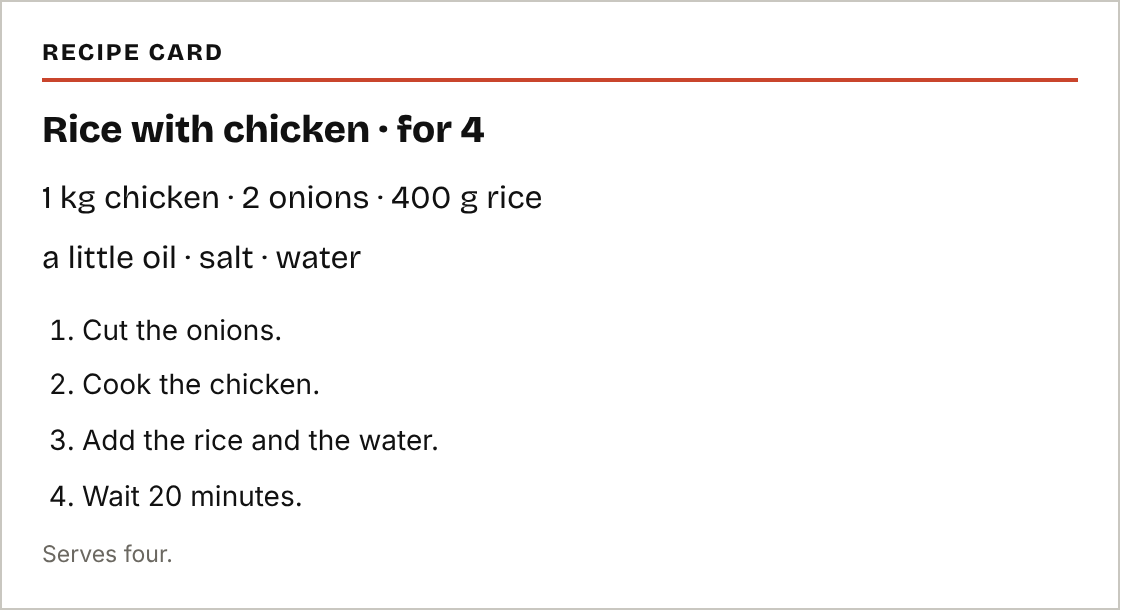 RECIPE CARD
Rice with chicken · for 4
1 kg chicken · 2 onions · 400 g rice
a little oil · salt · water
1. Cut the onions.
2. Cook the chicken.
3. Add the rice and the water.
4. Wait 20 minutes.
Serves four.